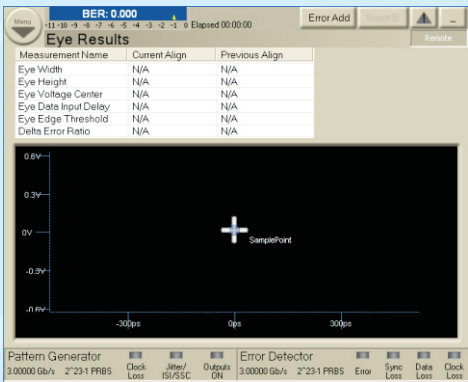 Menu
BER: 0.000
-11 -10 -9 -8 -7 -6 -5 -4 -3 -2 -1 0 Elapsed 00:00:00
Error Add
Insert B
Eye Results
Remote
Measurement Name Current Align Previous Align
Eye Width N/A N/A
Eye Height N/A N/A
Eye Voltage Center N/A N/A
Eye Data Input Delay N/A N/A
Eye Edge Threshold N/A N/A
Delta Error Ratio N/A N/A
0.6V
0.3V
0V
SamplePoint
-0.3V
-0.6V
-300ps 0ps 300ps
Pattern Generator
3.00000 Gb/s 2^23-1 PRBS
Clock Loss
Jitter/ ISI/SSC
Outputs ON
Error Detector
3.00000 Gb/s 2^23-1 PRBS
Error
Sync Loss
Data Loss
Clock Loss